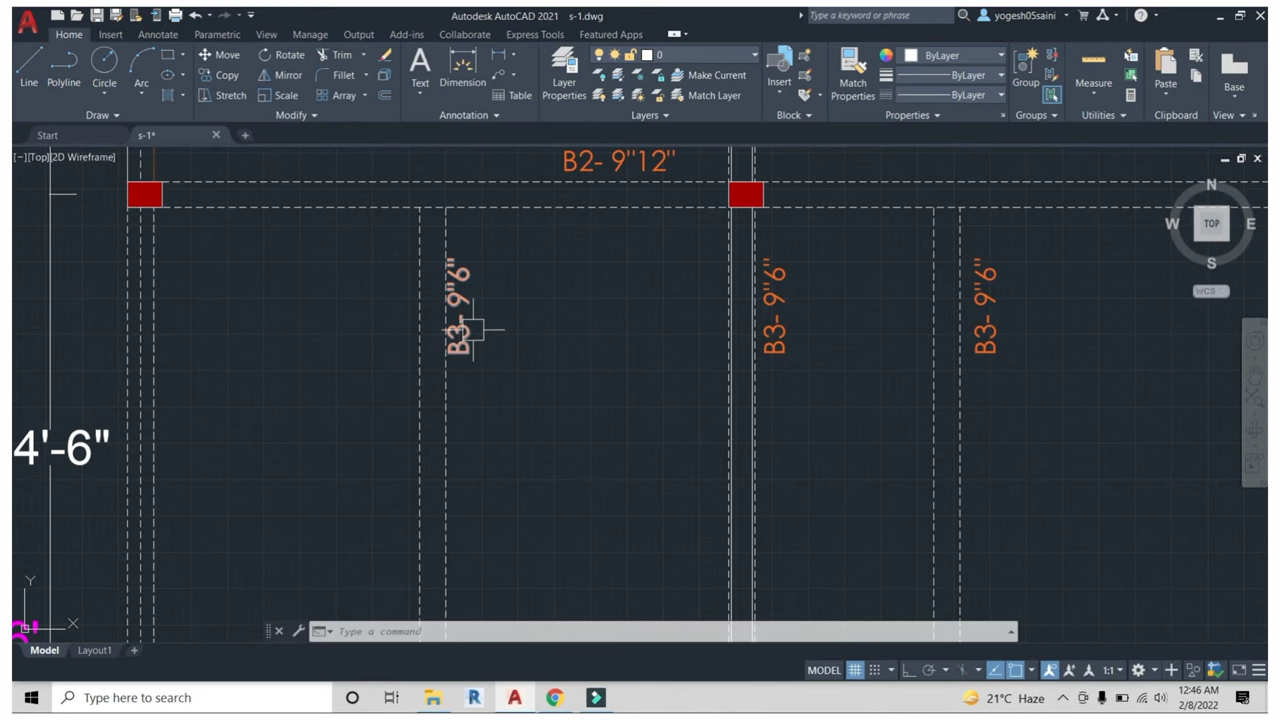 Autodesk AutoCAD 2021 s-1.dwg
Type a keyword or phrase
yogesh05saini
Home Insert Annotate Parametric View Manage Output Add-ins Collaborate Express Tools Featured Apps
Line
Polyline
Circle
Arc
Move
Rotate
Trim
Copy
Mirror
Fillet
Stretch
Scale
Array
Text
Dimension
Table
Layer
Properties
0
Make Current
Match Layer
Insert
Match
Properties
ByLayer
ByLayer
ByLayer
Group
Measure
Paste
Base
Draw
Modify
Annotation
Layers
Block
Properties
Groups
Utilities
Clipboard
View
Start
s-1*
[−][Top][2D Wireframe]
B2- 9"12"
N
W
TOP
E
S
WCS
B3- 9"6"
B3- 9"6"
B3- 9"6"
4'-6"
Y
X
Type a command
Model
Layout1
MODEL
1:1
Type here to search
21°C Haze
12:46 AM
2/8/2022